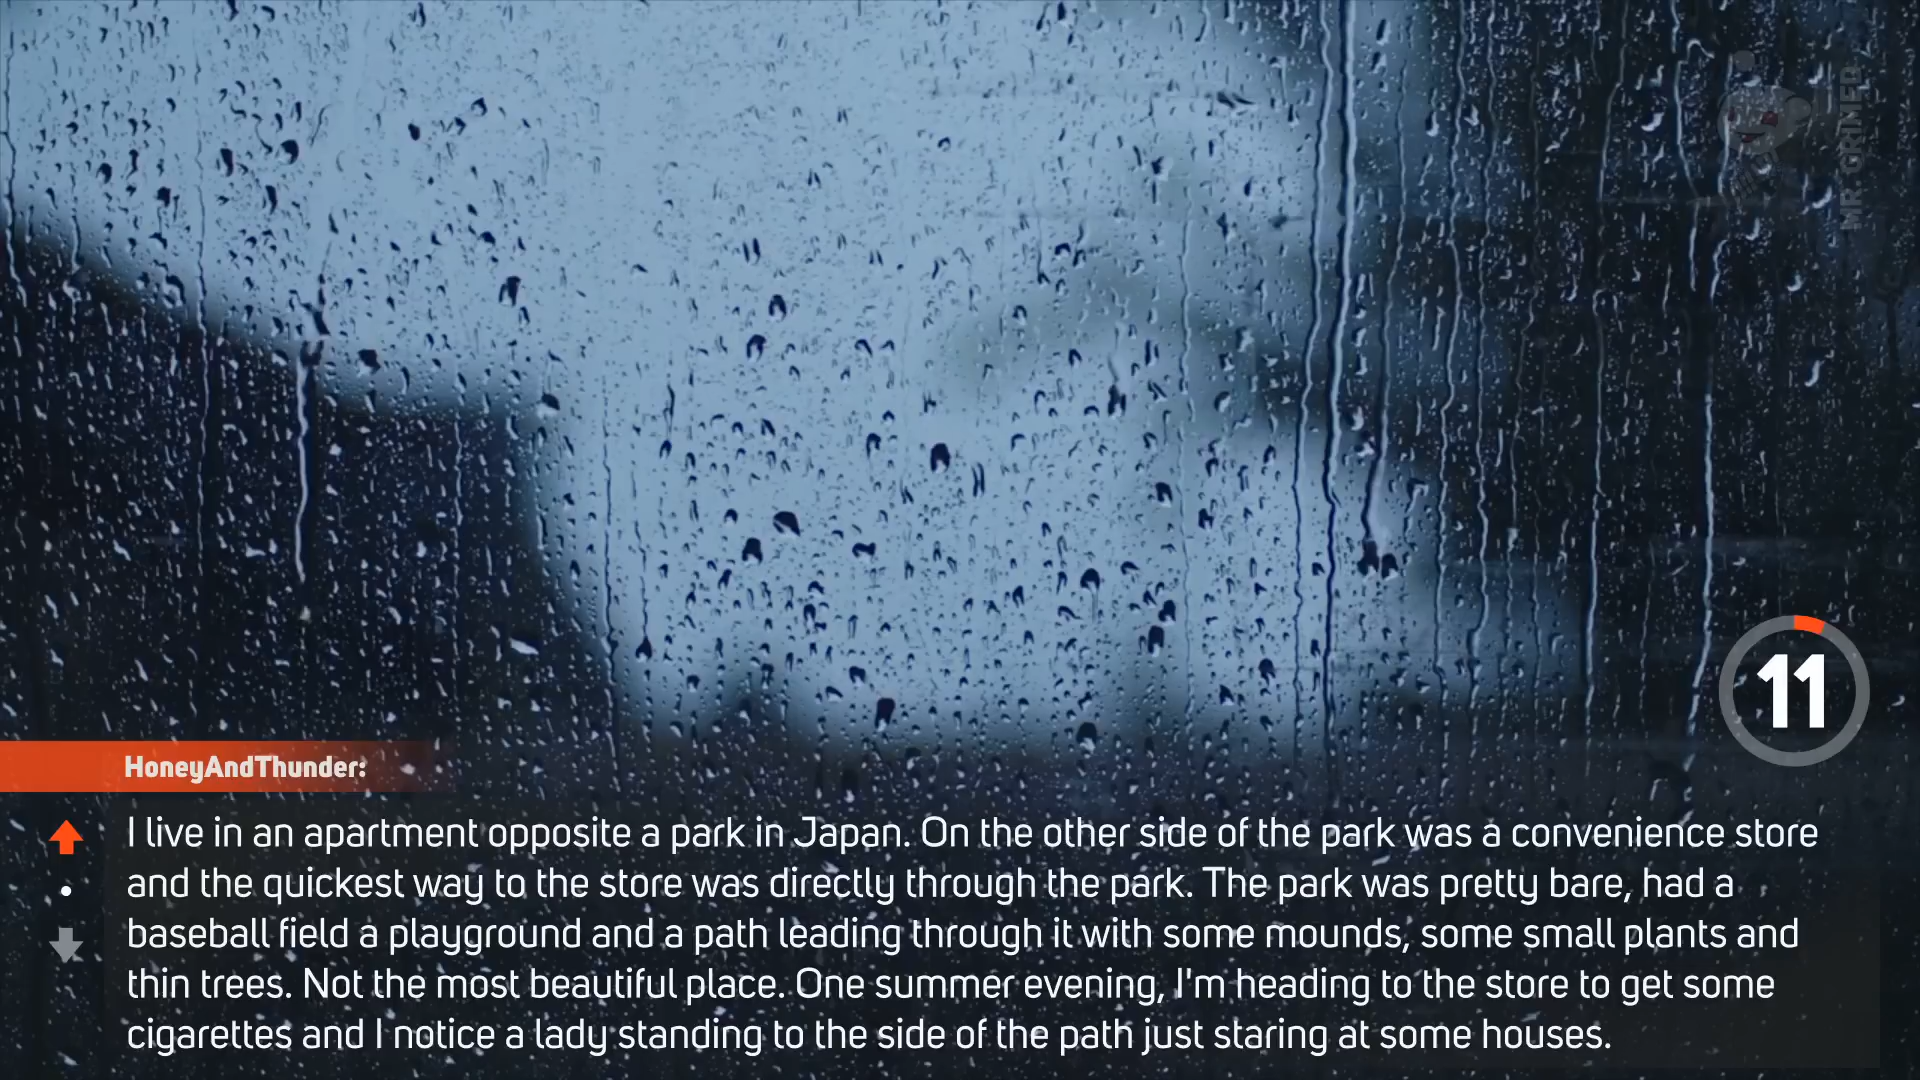 MR. GRIMED
11
HoneyAndThunder:
I live in an apartment opposite a park in Japan. On the other side of the park was a convenience store
and the quickest way to the store was directly through the park. The park was pretty bare, had a
baseball field a playground and a path leading through it with some mounds, some small plants and
thin trees. Not the most beautiful place. One summer evening, I'm heading to the store to get some
cigarettes and I notice a lady standing to the side of the path just staring at some houses.